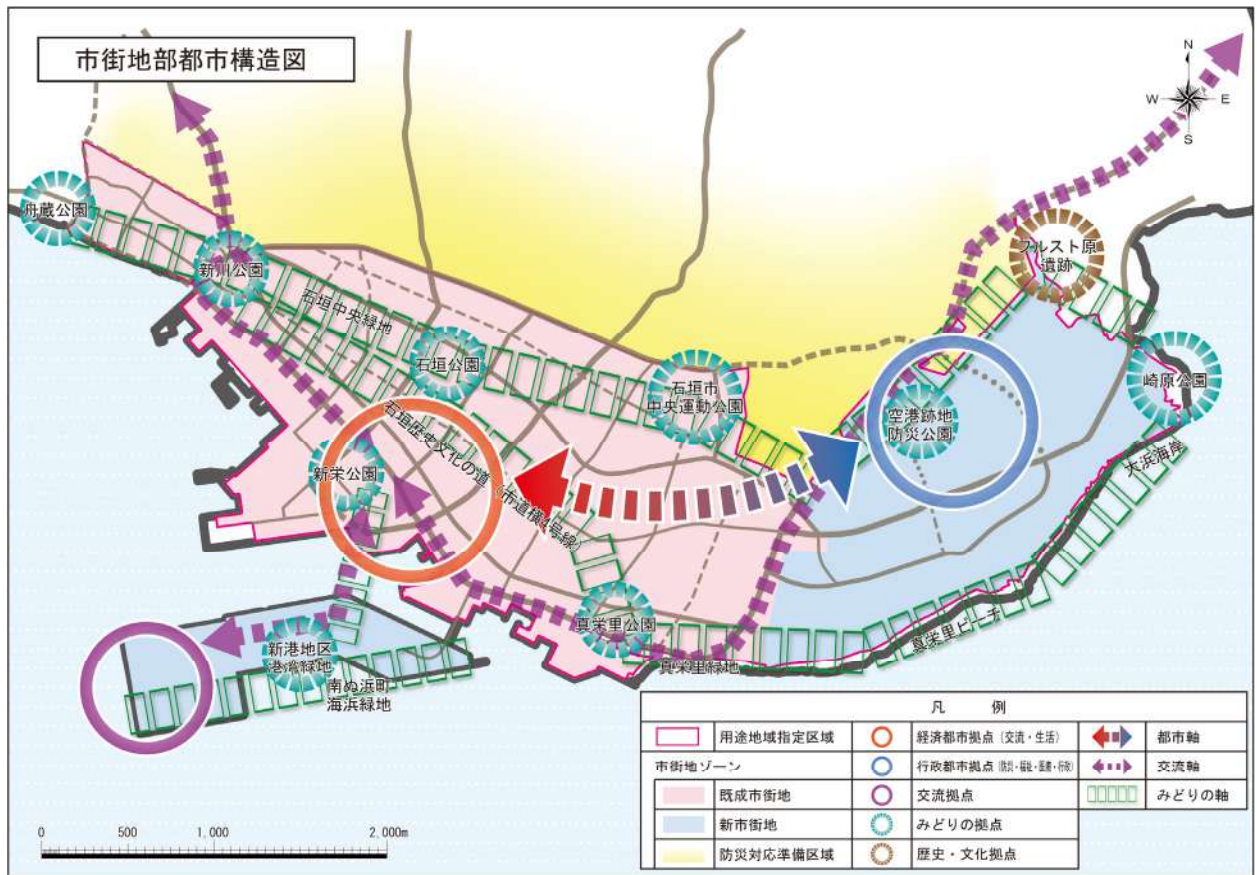 市街地部都市構造図
N
W
E
S
舟蔵公園
新川公園
石垣中央緑地
石垣公園
石垣市
中央運動公園
フルスト原
遺跡
崎原公園
空港跡地
防災公園
大浜海岸
石垣歴史文化の道（市道横4号線）
新栄公園
真栄里公園
真栄里緑地
真栄里ビーチ
新港地区
港湾緑地
南ぬ浜町
海浜緑地
凡　例
用途地域指定区域
経済都市拠点（交流・生活）
都市軸
市街地ゾーン
行政都市拠点（防災・福祉・医療・行政）
交流軸
既成市街地
交流拠点
みどりの軸
新市街地
みどりの拠点
防災対応準備区域
歴史・文化拠点
0
500
1,000
2,000m